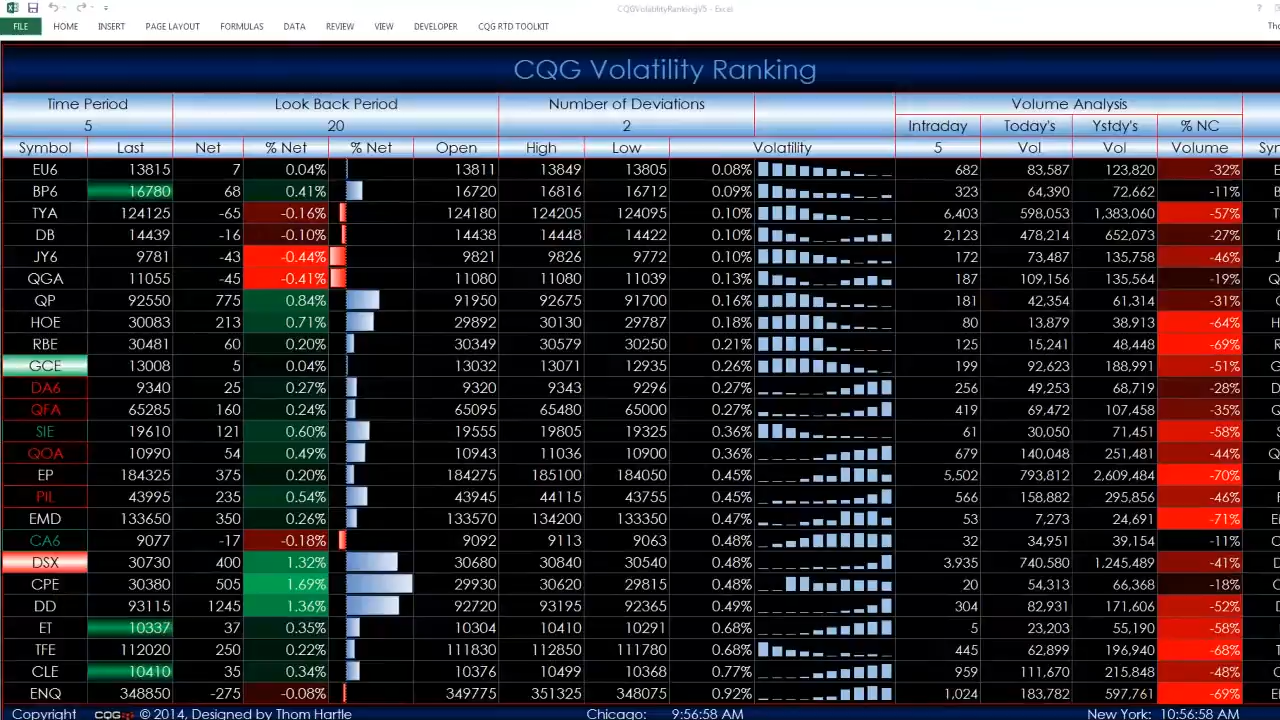 CQGVolatilityRankingV5 - Excel
FILE HOME INSERT PAGE LAYOUT FORMULAS DATA REVIEW VIEW DEVELOPER CQG RTD TOOLKIT Tho
CQG Volatility Ranking
Time Period Look Back Period Number of Deviations Volume Analysis
5 20 2 Intraday Today's Ystdy's % NC
Symbol Last Net % Net % Net Open High Low Volatility 5 Vol Vol Volume Syn
EU6 13815 7 0.04% 13811 13849 13805 0.08% 682 83,587 123,820 -32% E
BP6 16780 68 0.41% 16720 16816 16712 0.09% 323 64,390 72,662 -11% B
TYA 124125 -65 -0.16% 124180 124205 124095 0.10% 6,403 598,053 1,383,060 -57% T
DB 14439 -16 -0.10% 14438 14448 14422 0.10% 2,123 478,214 652,073 -27%
JY6 9781 -43 -0.44% 9821 9826 9772 0.10% 172 73,487 135,758 -46% J
QGA 11055 -45 -0.41% 11080 11080 11039 0.13% 187 109,156 135,564 -19% Q
QP 92550 775 0.84% 91950 92675 91700 0.16% 181 42,354 61,314 -31%
HOE 30083 213 0.71% 29892 30130 29787 0.18% 80 13,879 38,913 -64% H
RBE 30481 60 0.20% 30349 30579 30250 0.21% 125 15,241 48,448 -69% R
GCE 13008 5 0.04% 13032 13071 12935 0.26% 199 92,623 188,991 -51% G
DA6 9340 25 0.27% 9320 9343 9296 0.27% 256 49,253 68,719 -28% D
QFA 65285 160 0.24% 65095 65480 65000 0.27% 419 69,472 107,458 -35% Q
SIE 19610 121 0.60% 19555 19805 19325 0.36% 61 30,050 71,451 -58% S
QOA 10990 54 0.49% 10943 11036 10900 0.36% 679 140,048 251,481 -44% Q
EP 184325 375 0.20% 184275 185100 184050 0.45% 5,502 793,812 2,609,484 -70%
PIL 43995 235 0.54% 43945 44115 43755 0.45% 566 158,882 295,856 -46%
EMD 133650 350 0.26% 133570 134200 133350 0.47% 53 7,273 24,691 -71% E
CA6 9077 -17 -0.18% 9092 9113 9063 0.48% 32 34,951 39,154 -11% C
DSX 30730 400 1.32% 30680 30840 30540 0.48% 3,935 740,580 1,245,489 -41%
CPE 30380 505 1.69% 29930 30620 29815 0.48% 20 54,313 66,368 -18% C
DD 93115 1245 1.36% 92720 93195 92365 0.49% 304 82,931 171,606 -52%
ET 10337 37 0.35% 10304 10410 10291 0.68% 5 23,203 55,190 -58%
TFE 112020 250 0.22% 111830 112850 111780 0.68% 445 62,899 196,940 -68% T
CLE 10410 35 0.34% 10376 10499 10368 0.77% 959 111,670 215,848 -48% C
ENQ 348850 -275 -0.08% 349775 351325 348075 0.92% 1,024 183,782 597,761 -69% E
Copyright CQG © 2014, Designed by Thom Hartle Chicago: 9:56:58 AM New York: 10:56:58 AM